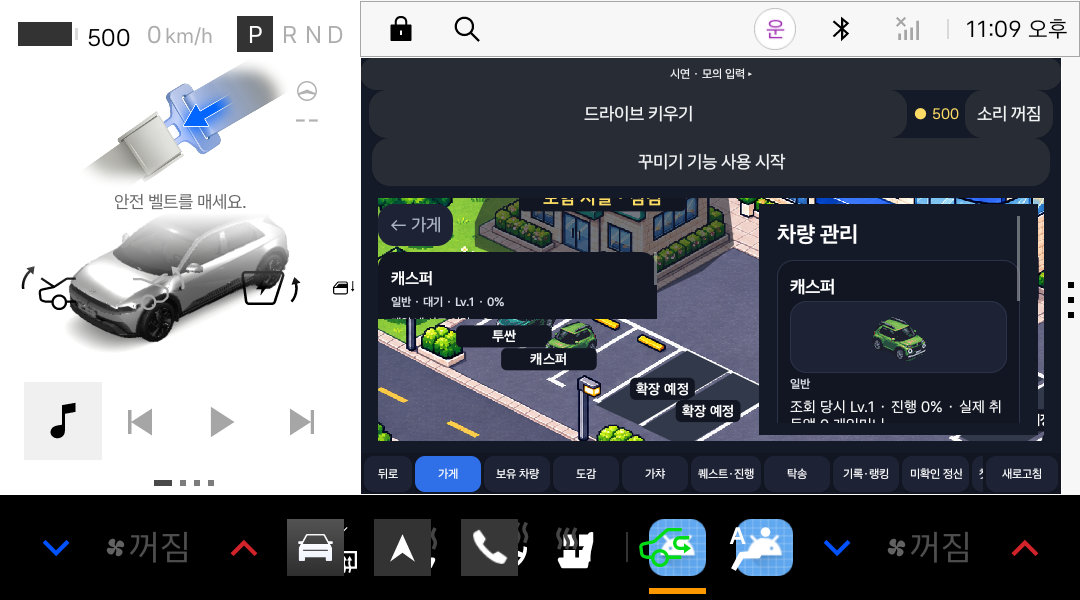 500
0 km/h
P R N D
운
11:09 오후
시연 · 모의 입력 ▸
드라이브 키우기
500
소리 꺼짐
꾸미기 기능 사용 시작
안전 벨트를 매세요.
← 가게
캐스퍼
일반 · 대기 · Lv.1 · 0%
투싼
캐스퍼
확장 예정
확장 예정
차량 관리
캐스퍼
일반
조회 당시 Lv.1 · 진행 0% · 실제 취
뒤로
가게
보유 차량
도감
가챠
퀘스트·진행
탁송
기록·랭킹
미확인 정산
새로고침
꺼짐
A
꺼짐